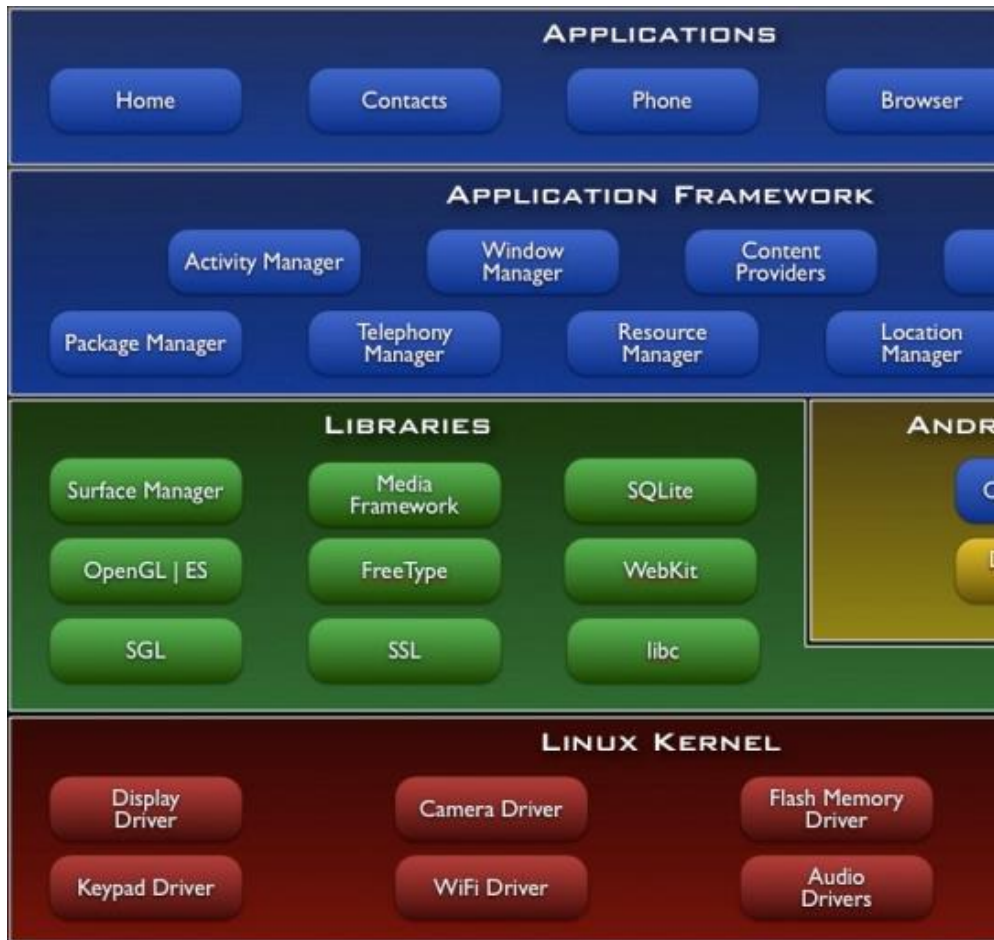 APPLICATIONS
Home
Contacts
Phone
Browser
APPLICATION FRAMEWORK
Activity Manager
Window
Manager
Content
Providers
Package Manager
Telephony
Manager
Resource
Manager
Location
Manager
LIBRARIES
ANDR
Surface Manager
Media
Framework
SQLite
C
OpenGL | ES
FreeType
WebKit
D
SGL
SSL
libc
LINUX KERNEL
Display
Driver
Camera Driver
Flash Memory
Driver
Keypad Driver
WiFi Driver
Audio
Drivers